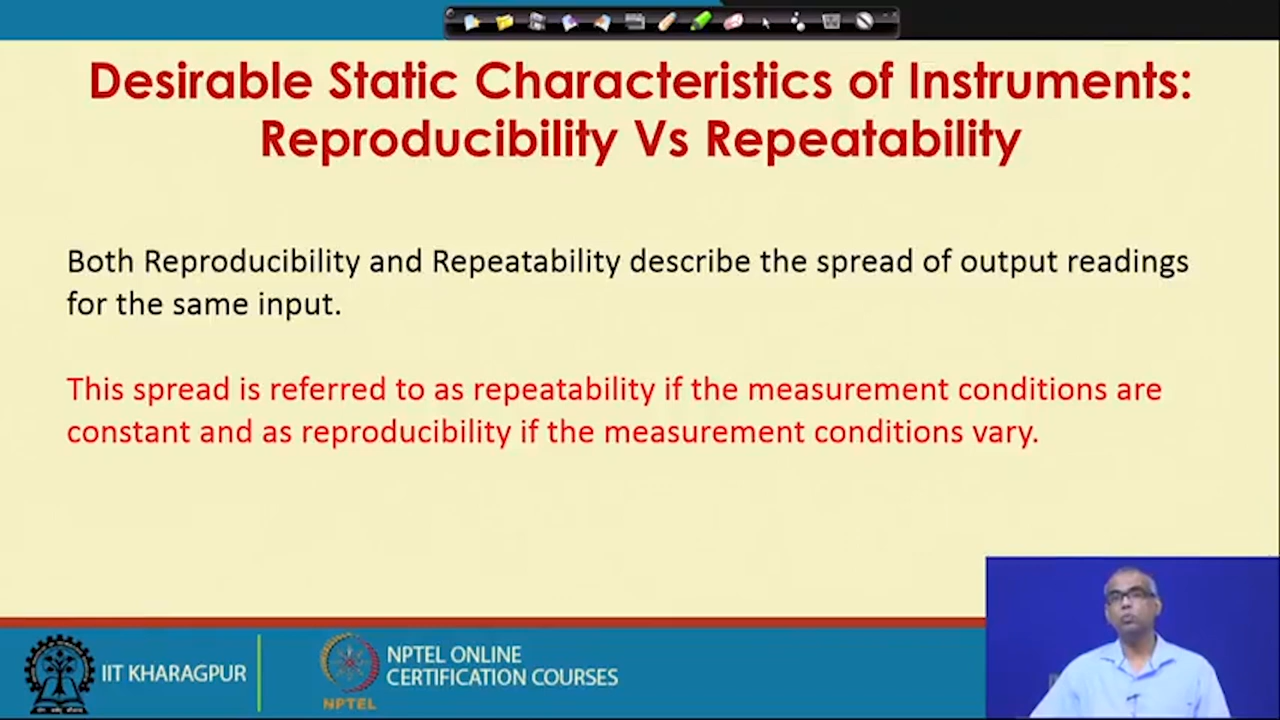 Desirable Static Characteristics of Instruments:
Reproducibility Vs Repeatability
Both Reproducibility and Repeatability describe the spread of output readings
for the same input.
This spread is referred to as repeatability if the measurement conditions are
constant and as reproducibility if the measurement conditions vary.
IIT KHARAGPUR
NPTEL ONLINE
CERTIFICATION COURSES
NPTEL